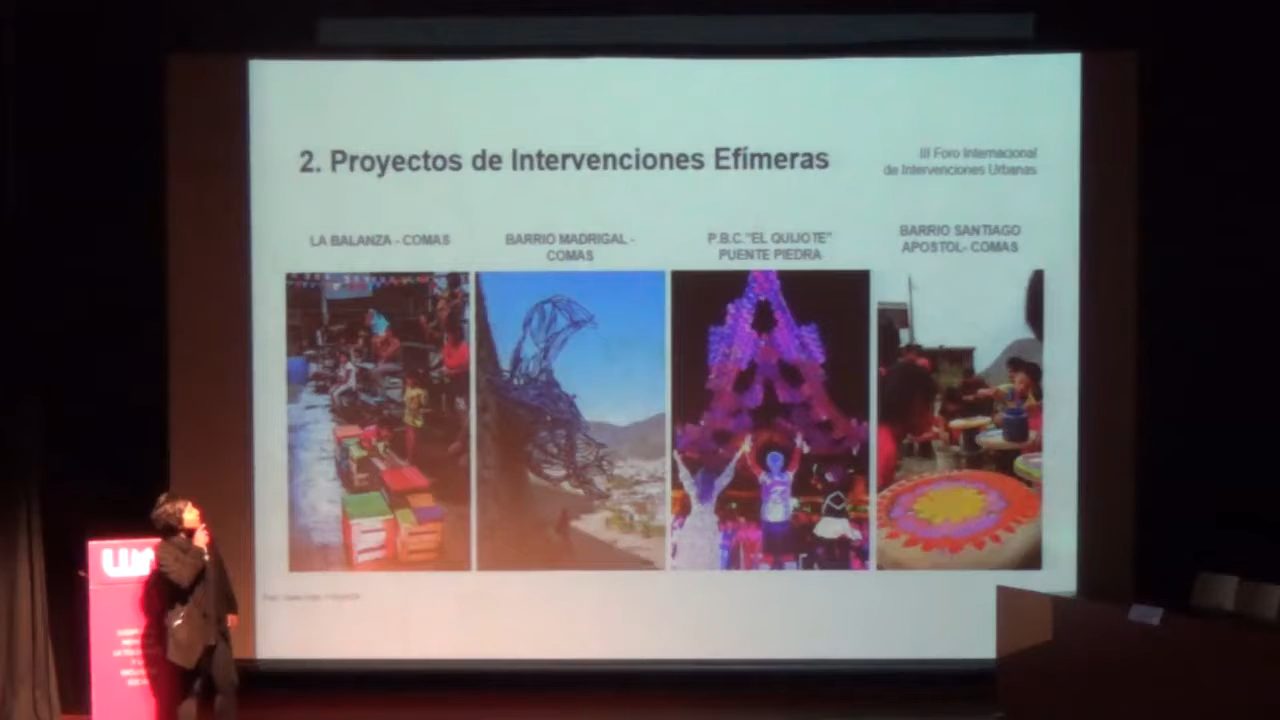 2. Proyectos de Intervenciones Efímeras
III Foro Internacional
de Intervenciones Urbanas
LA BALANZA - COMAS
BARRIO MADRIGAL -
COMAS
P.B.C."EL QUIJOTE"
PUENTE PIEDRA
BARRIO SANTIAGO
APOSTOL- COMAS